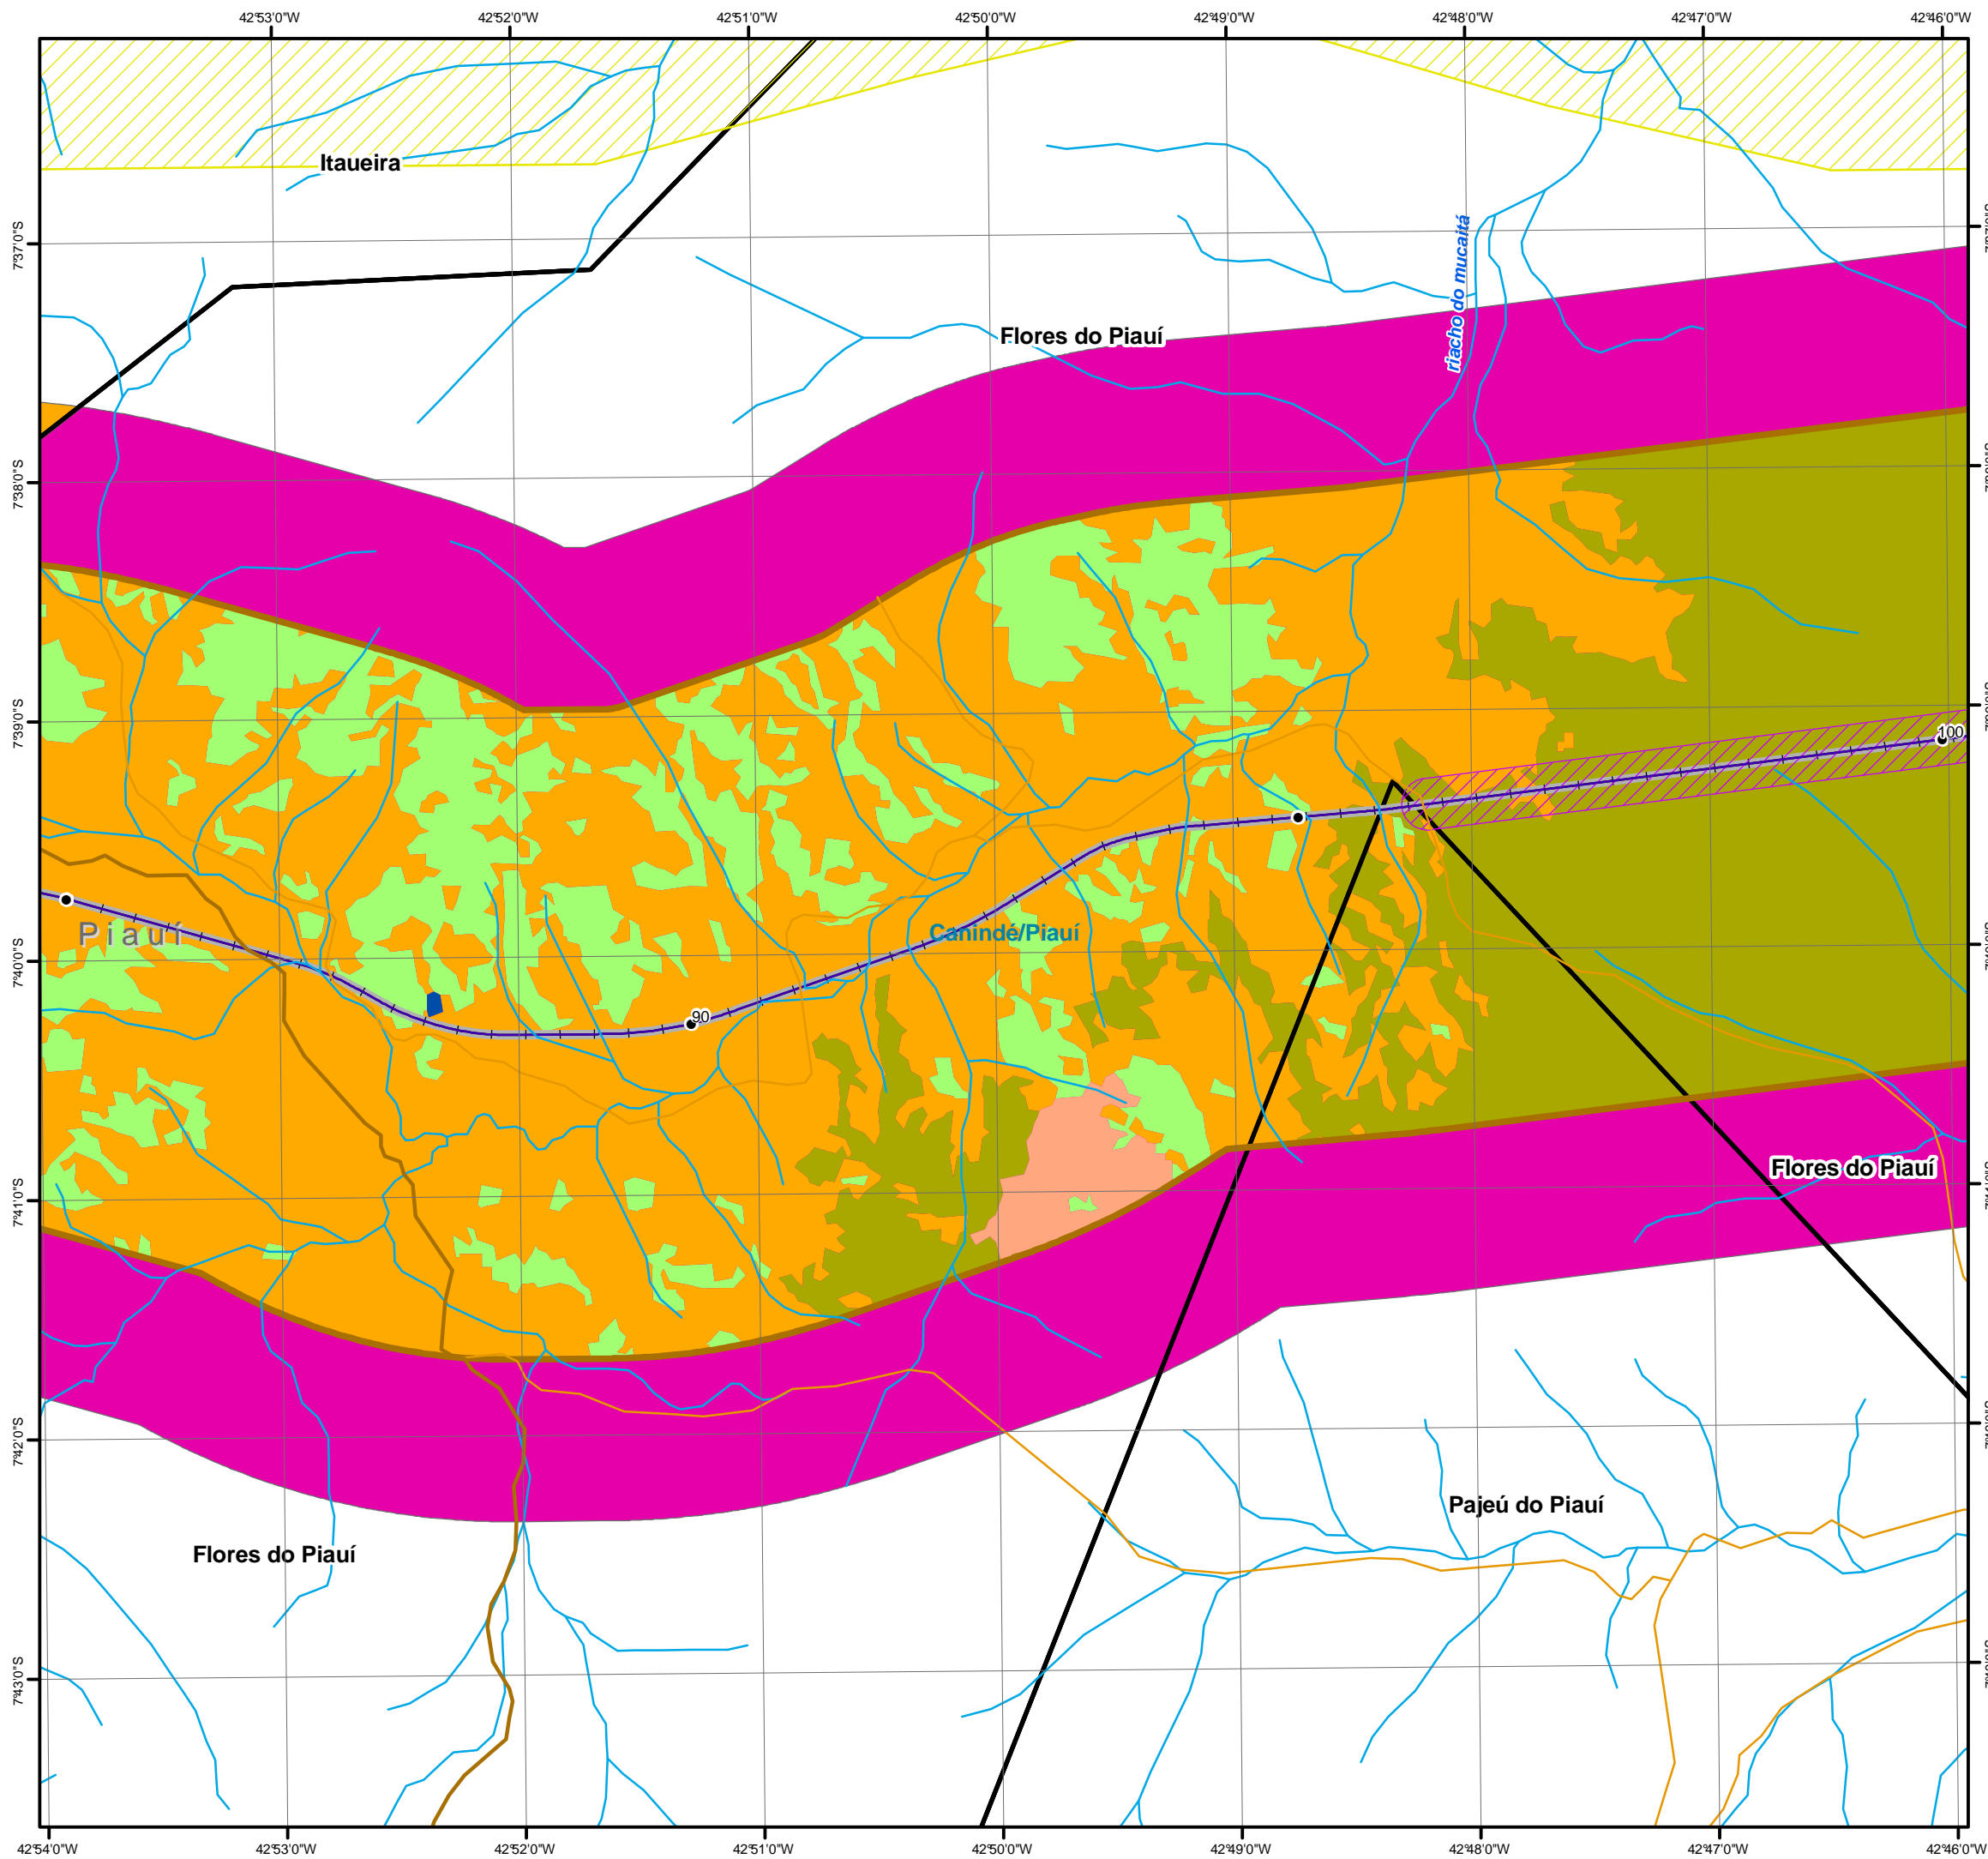 42°53'0"W 42°52'0"W 42°51'0"W 42°50'0"W 42°49'0"W 42°48'0"W 42°47'0"W 42°46'0"W
Itaueira
riacho do mucaitá
7°37'0"S
Flores do Piauí
7°38'0"S
7°39'0"S
100
Piauí
Canindé/Piauí
7°40'0"S
90
Flores do Piauí
7°41'0"S
7°42'0"S
Pajeú do Piauí
Flores do Piauí
7°43'0"S
42°54'0"W 42°53'0"W 42°52'0"W 42°51'0"W 42°50'0"W 42°49'0"W 42°48'0"W 42°47'0"W 42°46'0"W